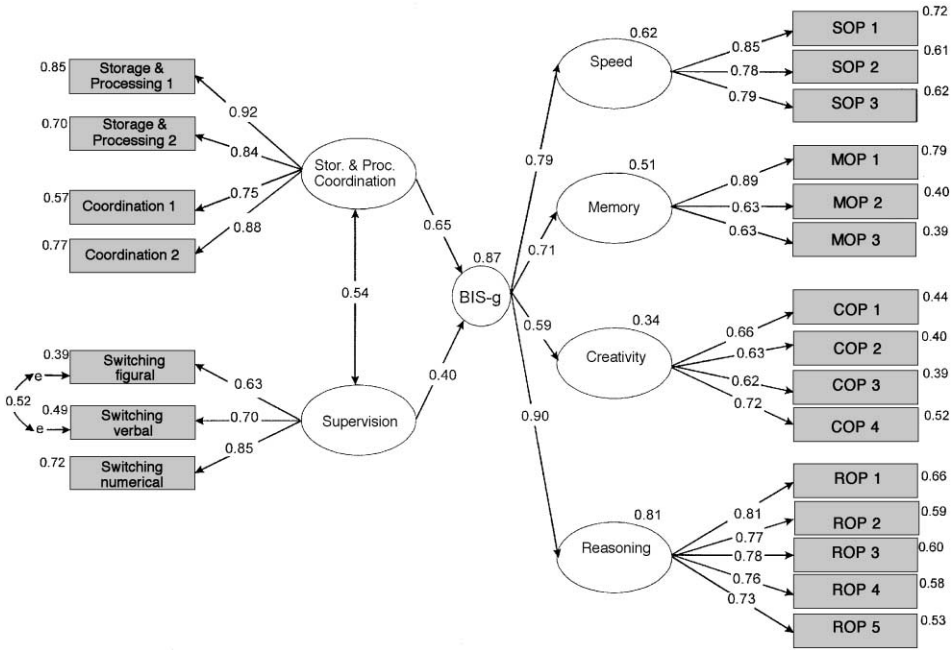 0.85
Storage &
Processing 1
0.70
Storage &
Processing 2
0.57
Coordination 1
0.77
Coordination 2
0.92
0.84
0.75
0.88
Stor. & Proc.
Coordination
0.54
0.39
Switching
figural
e
0.52
0.49
e
Switching
verbal
0.72
Switching
numerical
0.63
0.70
0.85
Supervision
0.65
0.40
0.87
BIS-g
0.79
0.71
0.59
0.90
0.62
Speed
0.85
0.78
0.79
SOP 1
0.72
SOP 2
0.61
SOP 3
0.62
0.51
Memory
0.89
0.63
0.63
MOP 1
0.79
MOP 2
0.40
MOP 3
0.39
0.34
Creativity
0.66
0.63
0.62
0.72
COP 1
0.44
COP 2
0.40
COP 3
0.39
COP 4
0.52
0.81
Reasoning
0.81
0.77
0.78
0.76
0.73
ROP 1
0.66
ROP 2
0.59
ROP 3
0.60
ROP 4
0.58
ROP 5
0.53